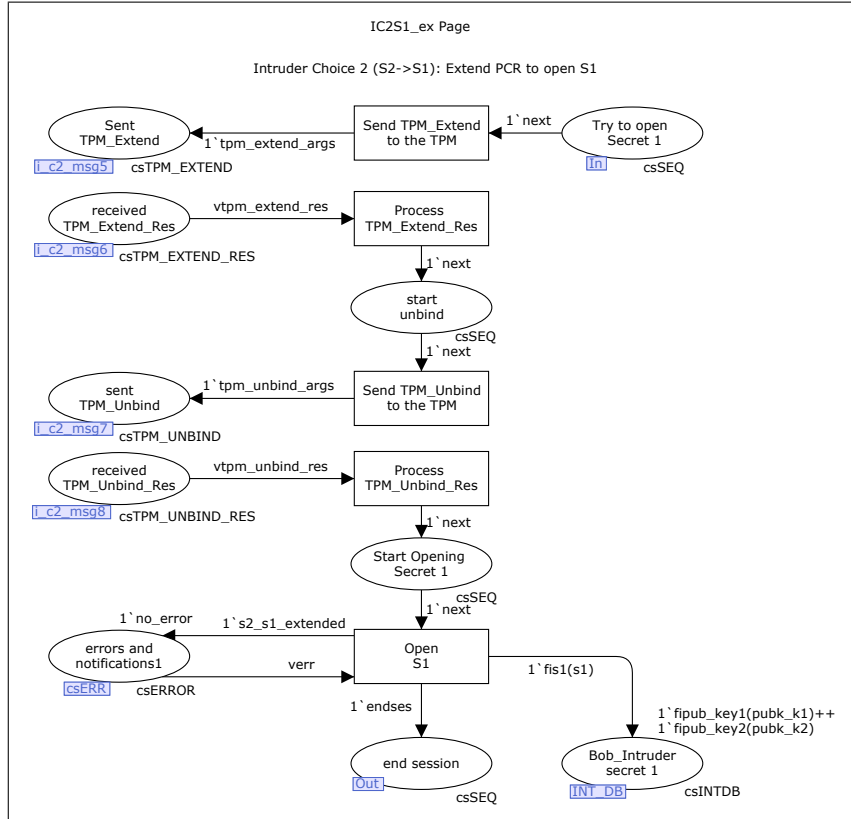 IC2S1_ex Page
Intruder Choice 2 (S2->S1): Extend PCR to open S1
Sent
TPM_Extend
i_c2_msg5
csTPM_EXTEND
1`tpm_extend_args
Send TPM_Extend
to the TPM
1`next
Try to open
Secret 1
In
csSEQ
received
TPM_Extend_Res
i_c2_msg6
csTPM_EXTEND_RES
vtpm_extend_res
Process
TPM_Extend_Res
1`next
start
unbind
csSEQ
1`next
sent
TPM_Unbind
i_c2_msg7
csTPM_UNBIND
1`tpm_unbind_args
Send TPM_Unbind
to the TPM
received
TPM_Unbind_Res
i_c2_msg8
csTPM_UNBIND_RES
vtpm_unbind_res
Process
TPM_Unbind_Res
1`next
Start Opening
Secret 1
csSEQ
1`next
1`no_error
1`s2_s1_extended
errors and
notifications1
csERR
csERROR
verr
Open
S1
1`fis1(s1)
1`endses
1`fipub_key1(pubk_k1)++
1`fipub_key2(pubk_k2)
end session
Out
csSEQ
Bob_Intruder
secret 1
INT_DB
csINTDB